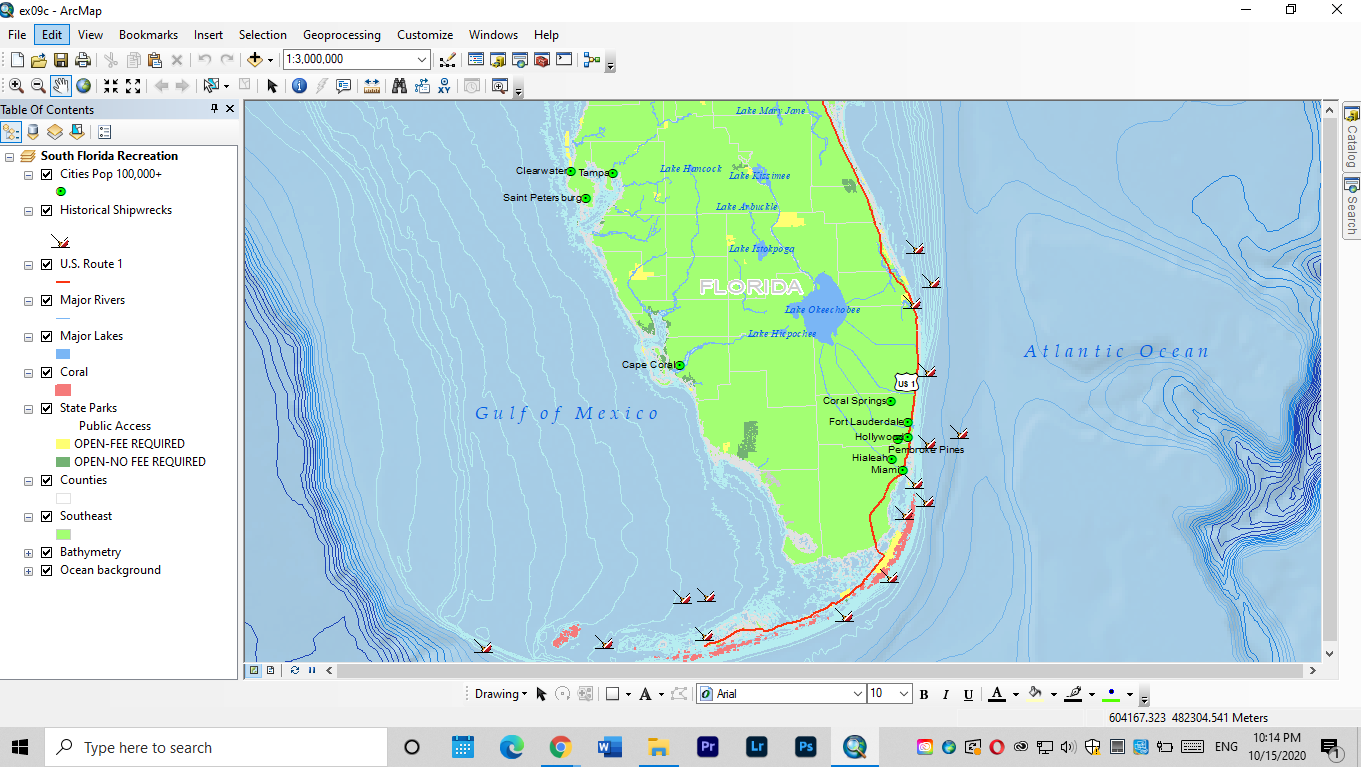 ex09c - ArcMap
File Edit View Bookmarks Insert Selection Geoprocessing Customize Windows Help
1:3,000,000
Table Of Contents
South Florida Recreation
Cities Pop 100,000+
Historical Shipwrecks
U.S. Route 1
Major Rivers
Major Lakes
Coral
State Parks
Public Access
OPEN-FEE REQUIRED
OPEN-NO FEE REQUIRED
Counties
Southeast
Bathymetry
Ocean background
Lake Mary Jane
Clearwater
Tampa
Lake Hancock
Lake Kissimee
Saint Petersburg
Lake Arbuckle
Lake Istokpoga
FLORIDA
Lake Okeechobee
Lake Hicpochee
Atlantic Ocean
Cape Coral
US 1
Coral Springs
Gulf of Mexico
Fort Lauderdale
Hollywood
Pembroke Pines
Hialeah
Miami
Catalog
Search
Drawing
Arial
10
B I U A
604167.323 482304.541 Meters
Type here to search
W
Pr
Lr
Ps
ENG
10:14 PM
10/15/2020
1